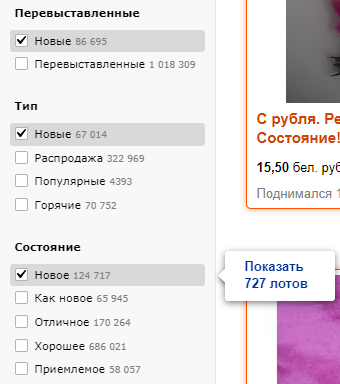 Перевыставленные
Новые 86 695
Перевыставленные 1 018 309
Тип
Новые 67 014
Распродажа 322 969
Популярные 4393
Горячие 70 752
Состояние
Новое 124 717
Как новое 65 945
Отличное 170 264
Хорошее 686 021
Приемлемое 58 057
С рубля. Ре
Состояние!
15,50 бел. руб
Поднимался 1
Показать
727 лотов